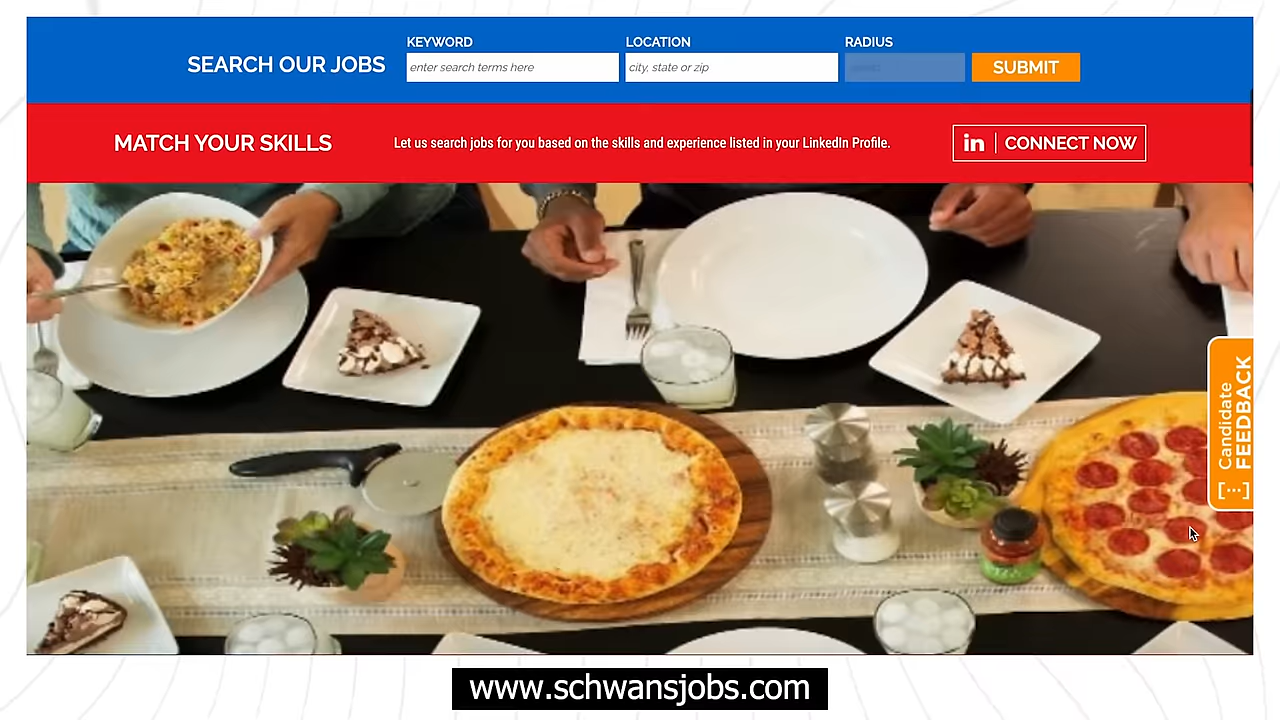 KEYWORD
LOCATION
RADIUS
SEARCH OUR JOBS
enter search terms here
city, state or zip
SUBMIT
MATCH YOUR SKILLS
Let us search jobs for you based on the skills and experience listed in your LinkedIn Profile.
in
CONNECT NOW
Candidate
FEEDBACK
www.schwansjobs.com